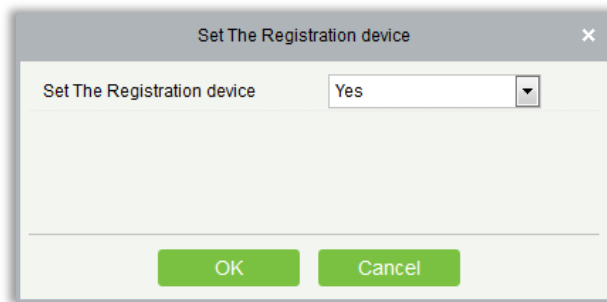 Set The Registration device
Set The Registration device Yes
OK Cancel